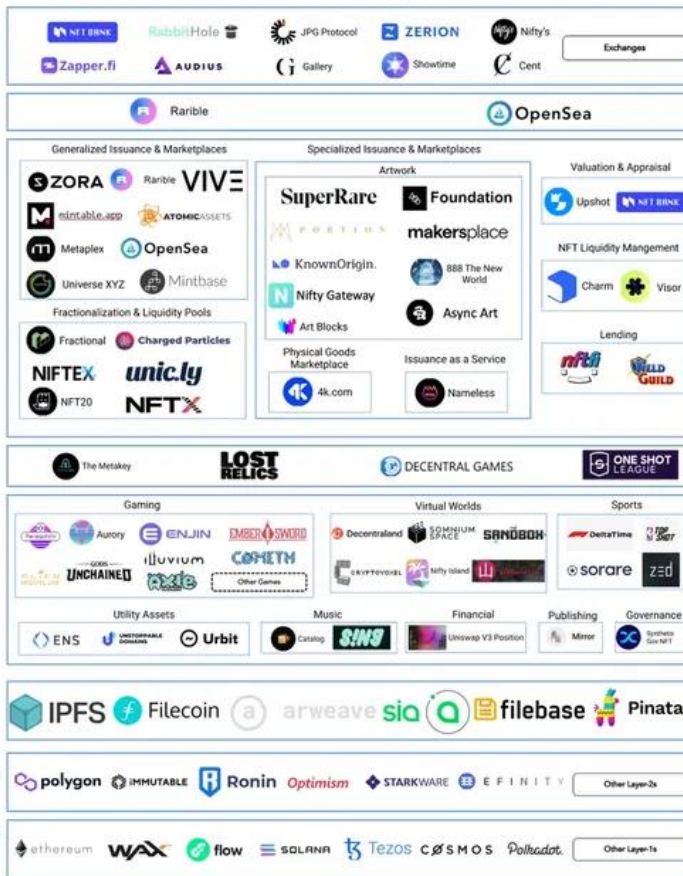 NFT BANK
RabbitHole
JPG Protocol
ZERION
Nifty's
Exchanges
Zapper.fi
AUDIUS
Gallery
Showtime
Cent
Rarible
OpenSea
Generalized Issuance & Marketplaces
ZORA
Rarible
VIVE
mintable.app
ATOMICASSETS
Metaplex
OpenSea
Universe XYZ
Mintbase
Fractionalization & Liquidity Pools
Fractional
Charged Particles
NIFTEX
unic.ly
NFT20
NFTX
Specialized Issuance & Marketplaces
Artwork
SuperRare
Foundation
PORTION
makersplace
KnownOrigin.
888 The New
World
Nifty Gateway
Async Art
Art Blocks
Physical Goods
Marketplace
4K
4k.com
Issuance as a Service
Nameless
Valuation & Appraisal
Upshot
NFT BANK
NFT Liquidity Mangement
Charm
Visor
Lending
nftfi
YIELD
GUILD
The Metakey
LOST
RELICS
DECENTRAL GAMES
ONE SHOT
LEAGUE
Gaming
Aurory
ENJIN
EMBER SWORD
GODS
UNCHAINED
illuvium
COMETH
AXIE
Other Games
Virtual Worlds
Decentraland
SOMNIUM
SPACE
SANDBOX
CRYPTOVOXEL
Nifty Island
Sports
DeltaTime
TOP
SHOT
sorare
zed
Utility Assets
ENS
UNSTOPPABLE
DOMAINS
Urbit
Music
Catalog
S!NG
Financial
Uniswap V3 Position
Publishing
Mirror
Governance
Synthetix
Gov NFT
IPFS
Filecoin
arweave
sia
filebase
Pinata
polygon
IMMUTABLE
Ronin
Optimism
STARKWARE
EFINITY
Other Layer-2s
ethereum
WAX
flow
SOLANA
Tezos
COSMOS
Polkadot.
Other Layer-1s